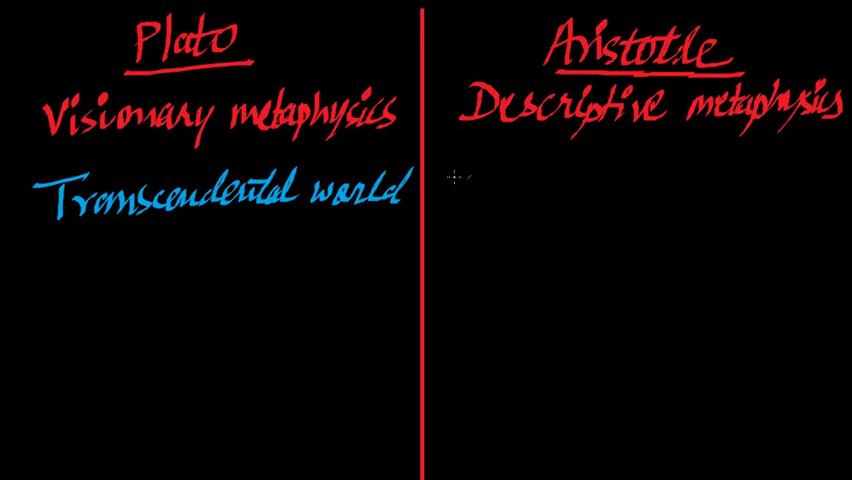 Plato
Visionary metaphysics
Transcendental world
Aristotle
Descriptive metaphysics